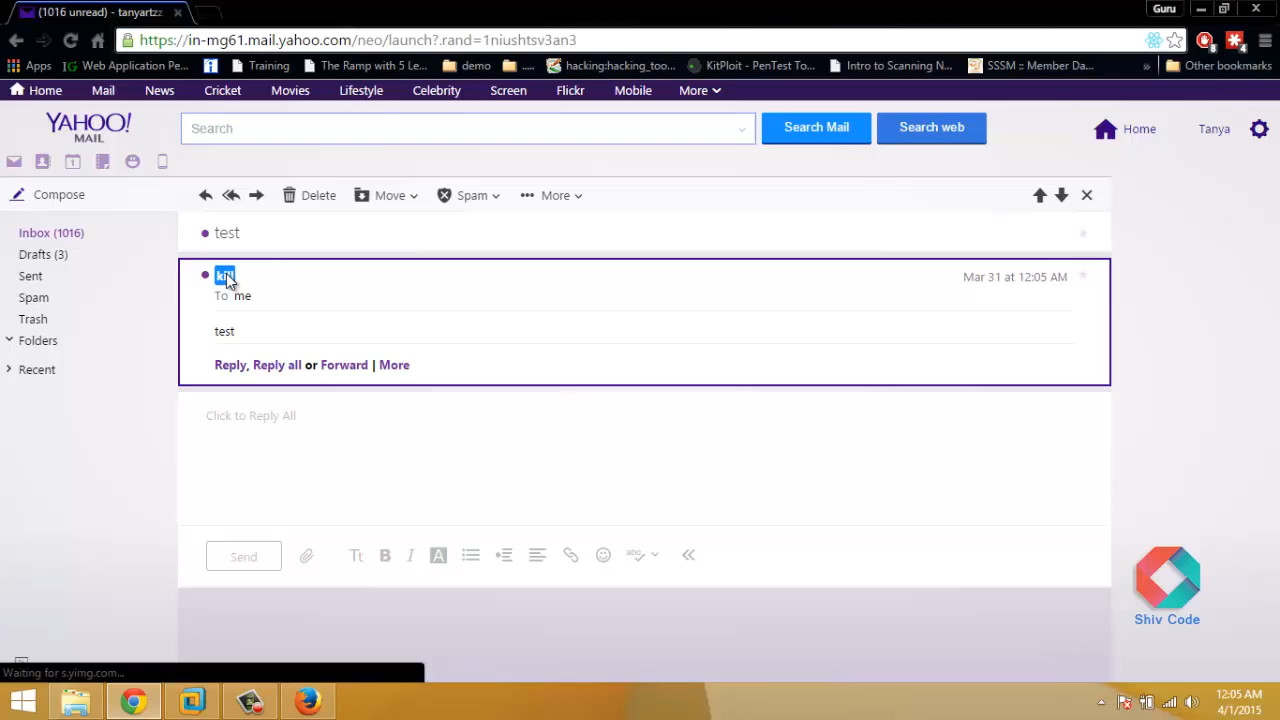 (1016 unread) - tanyartzz
Guru
https://in-mg61.mail.yahoo.com/neo/launch?.rand=1niushtsv3an3
8
4
Apps
Web Application Pe...
Training
The Ramp with 5 Le...
demo
....
hacking:hacking_too...
KitPloit - PenTest To...
Intro to Scanning N...
SSSM :: Member Da...
»
Other bookmarks
Home Mail News Cricket Movies Lifestyle Celebrity Screen Flickr Mobile More
YAHOO!
MAIL
Search
Search Mail
Search web
Home
Tanya
Compose
Delete
Move
Spam
More
Inbox (1016)
Drafts (3)
Sent
Spam
Trash
Folders
Recent
test
Mar 31 at 12:05 AM
To me
test
Reply, Reply all or Forward | More
Click to Reply All
Send
Tt B I A
Shiv Code
Waiting for s.yimg.com...
12:05 AM
4/1/2015